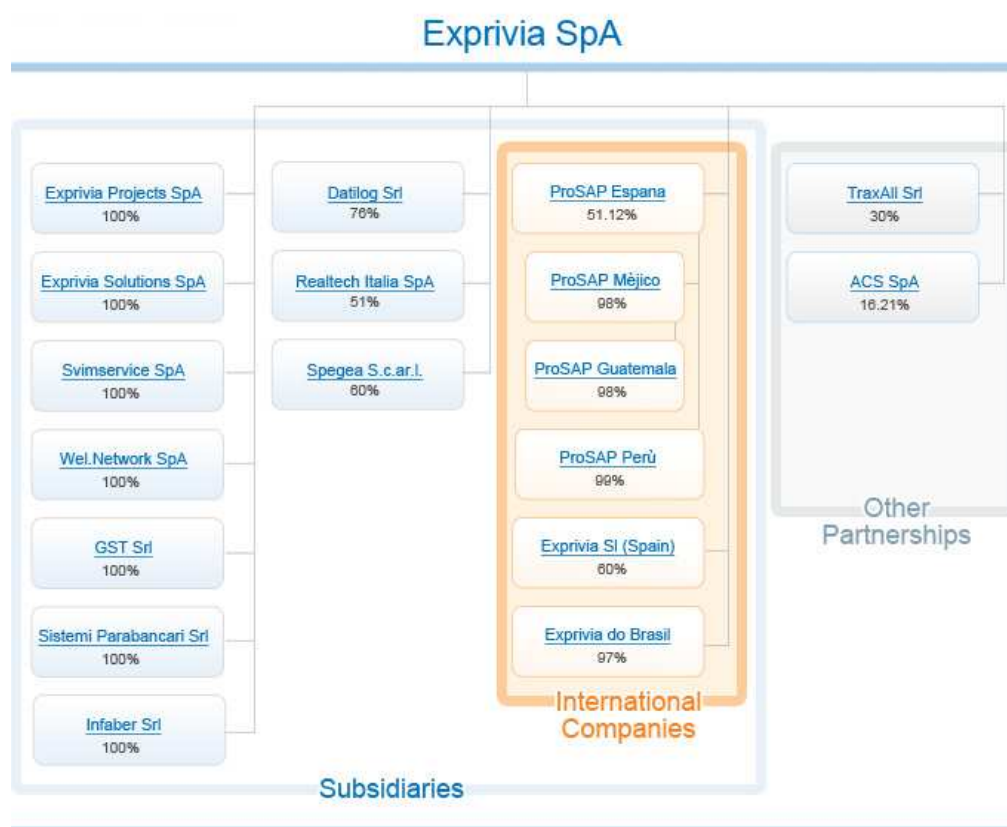 Exprivia SpA
Exprivia Projects SpA
100%
Exprivia Solutions SpA
100%
Svimservice SpA
100%
Wel.Network SpA
100%
GST Srl
100%
Sistemi Parabancari Srl
100%
Infaber Srl
100%
Datilog Srl
76%
Realtech Italia SpA
51%
Spegea S.c.ar.l.
60%
ProSAP Espana
51.12%
ProSAP Mèjico
98%
ProSAP Guatemala
98%
ProSAP Perù
99%
Exprivia Sl (Spain)
60%
Exprivia do Brasil
97%
International
Companies
Subsidiaries
TraxAll Srl
30%
ACS SpA
16.21%
Other
Partnerships